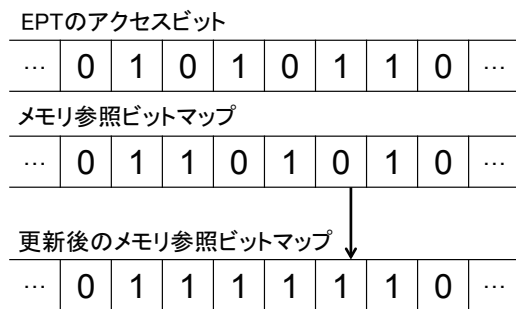 EPTのアクセスビット
… 0 1 0 1 0 1 1 0 …
メモリ参照ビットマップ
… 0 1 1 0 1 0 1 0 …
更新後のメモリ参照ビットマップ
… 0 1 1 1 1 1 1 0 …